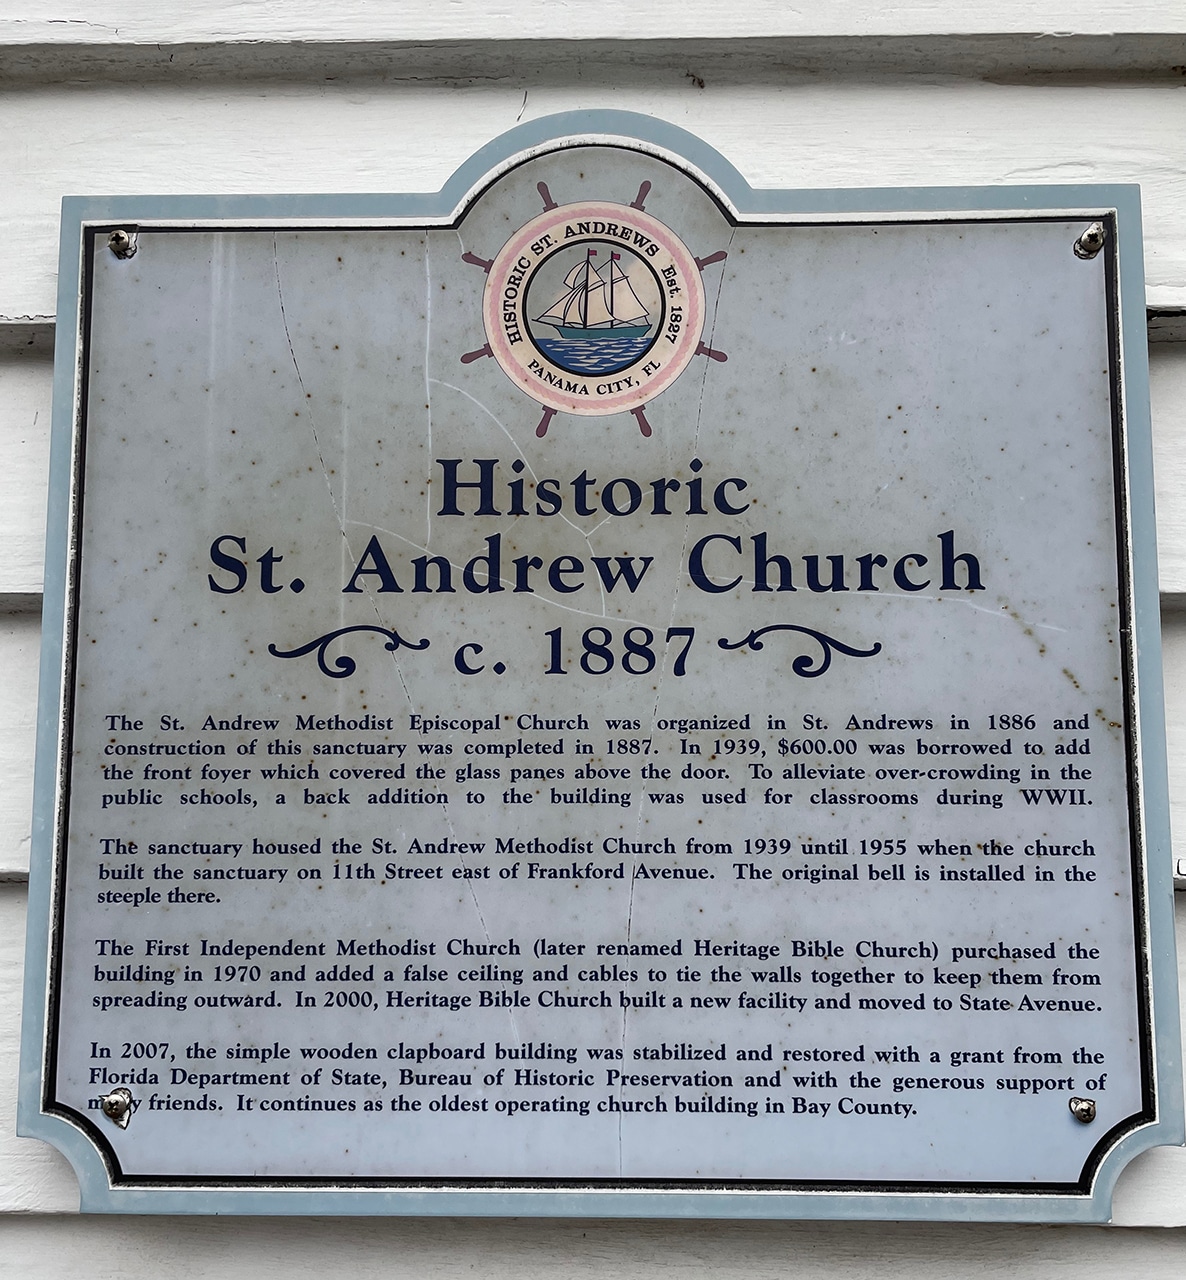 HISTORIC ST. ANDREWS Est. 1827
PANAMA CITY, FL
Historic
St. Andrew Church
c. 1887
The St. Andrew Methodist Episcopal Church was organized in St. Andrews in 1886 and
construction of this sanctuary was completed in 1887. In 1939, $600.00 was borrowed to add
the front foyer which covered the glass panes above the door. To alleviate over-crowding in the
public schools, a back addition to the building was used for classrooms during WWII.
The sanctuary housed the St. Andrew Methodist Church from 1939 until 1955 when the church
built the sanctuary on 11th Street east of Frankford Avenue. The original bell is installed in the
steeple there.
The First Independent Methodist Church (later renamed Heritage Bible Church) purchased the
building in 1970 and added a false ceiling and cables to tie the walls together to keep them from
spreading outward. In 2000, Heritage Bible Church built a new facility and moved to State Avenue.
In 2007, the simple wooden clapboard building was stabilized and restored with a grant from the
Florida Department of State, Bureau of Historic Preservation and with the generous support of
many friends. It continues as the oldest operating church building in Bay County.